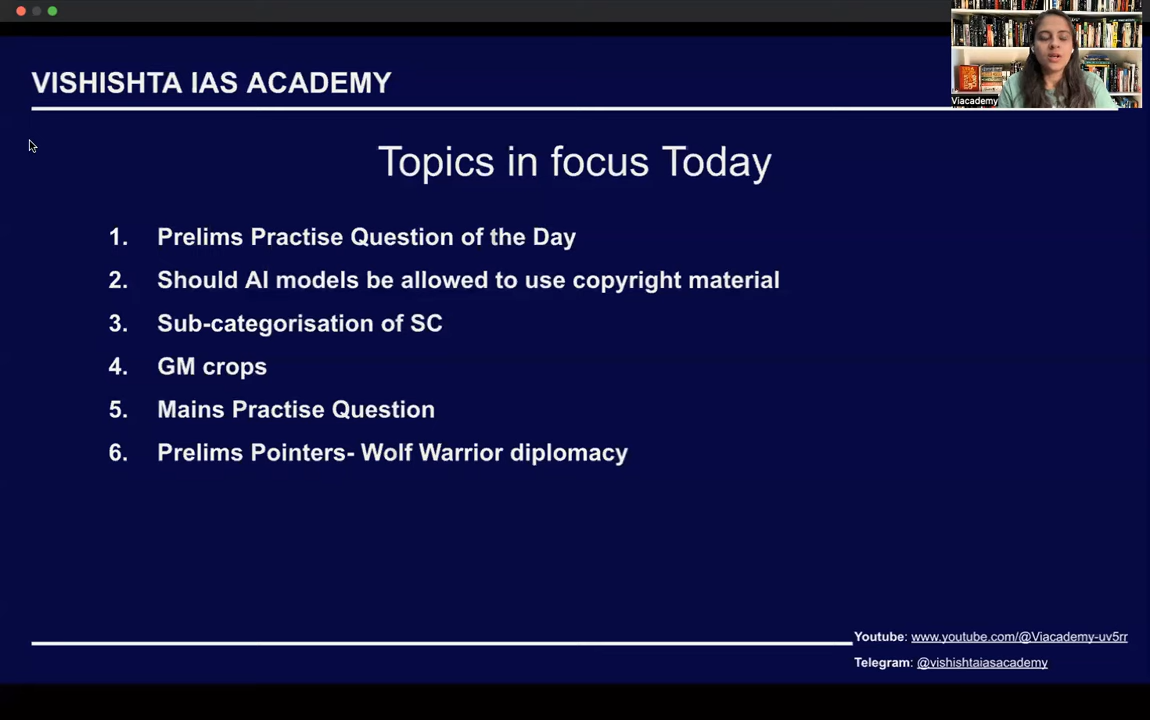 VISHISHTA IAS ACADEMY
Viacademy
Topics in focus Today
1. Prelims Practise Question of the Day
2. Should AI models be allowed to use copyright material
3. Sub-categorisation of SC
4. GM crops
5. Mains Practise Question
6. Prelims Pointers- Wolf Warrior diplomacy
Youtube: www.youtube.com/@Viacademy-uv5rr
Telegram: @vishishtaiasacademy